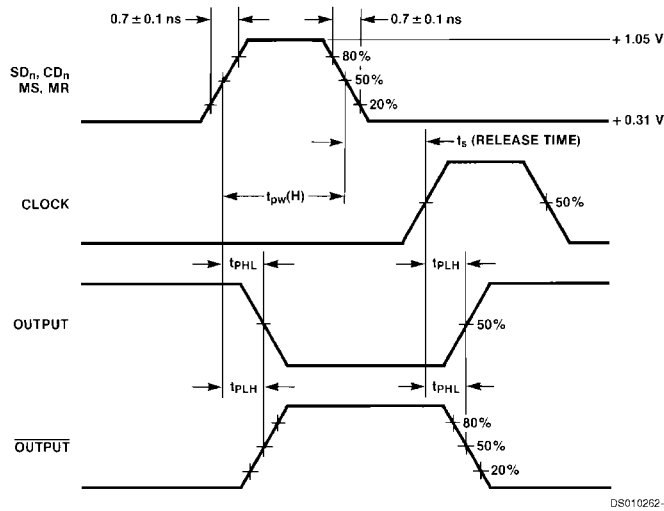 0.7 ± 0.1 ns
0.7 ± 0.1 ns
+ 1.05 V
80%
SDn, CDn
MS, MR
50%
20%
+ 0.31 V
ts (RELEASE TIME)
CLOCK
tpw(H)
50%
tPHL
tPLH
OUTPUT
50%
tPLH
tPHL
80%
OUTPUT
50%
20%
DS010262-